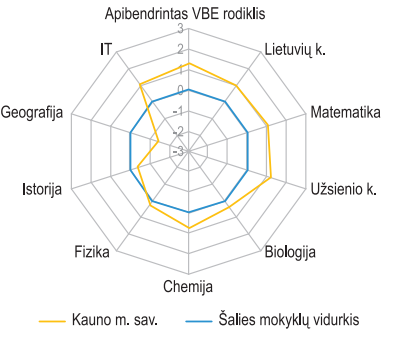 Apibendrintas VBE rodiklis
3
IT
Lietuvių k.
2
1
Geografija
0
Matematika
-1
-2
-3
Istorija
Užsienio k.
Fizika
Biologija
Chemija
Kauno m. sav.
Šalies mokyklų vidurkis